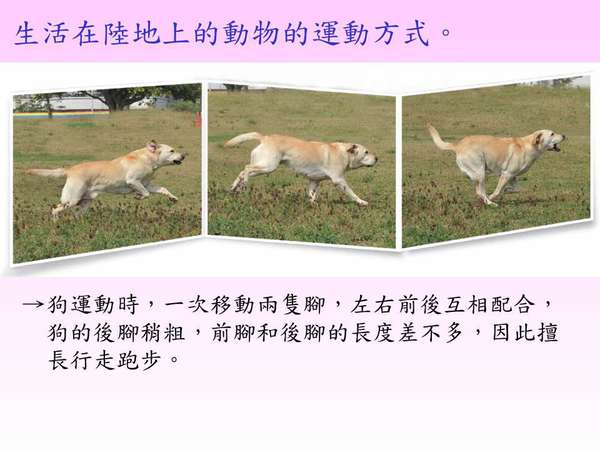 生活在陸地上的動物的運動方式。
→狗運動時，一次移動兩隻腳，左右前後互相配合，
狗的後腳稍粗，前腳和後腳的長度差不多，因此擅
長行走跑步。